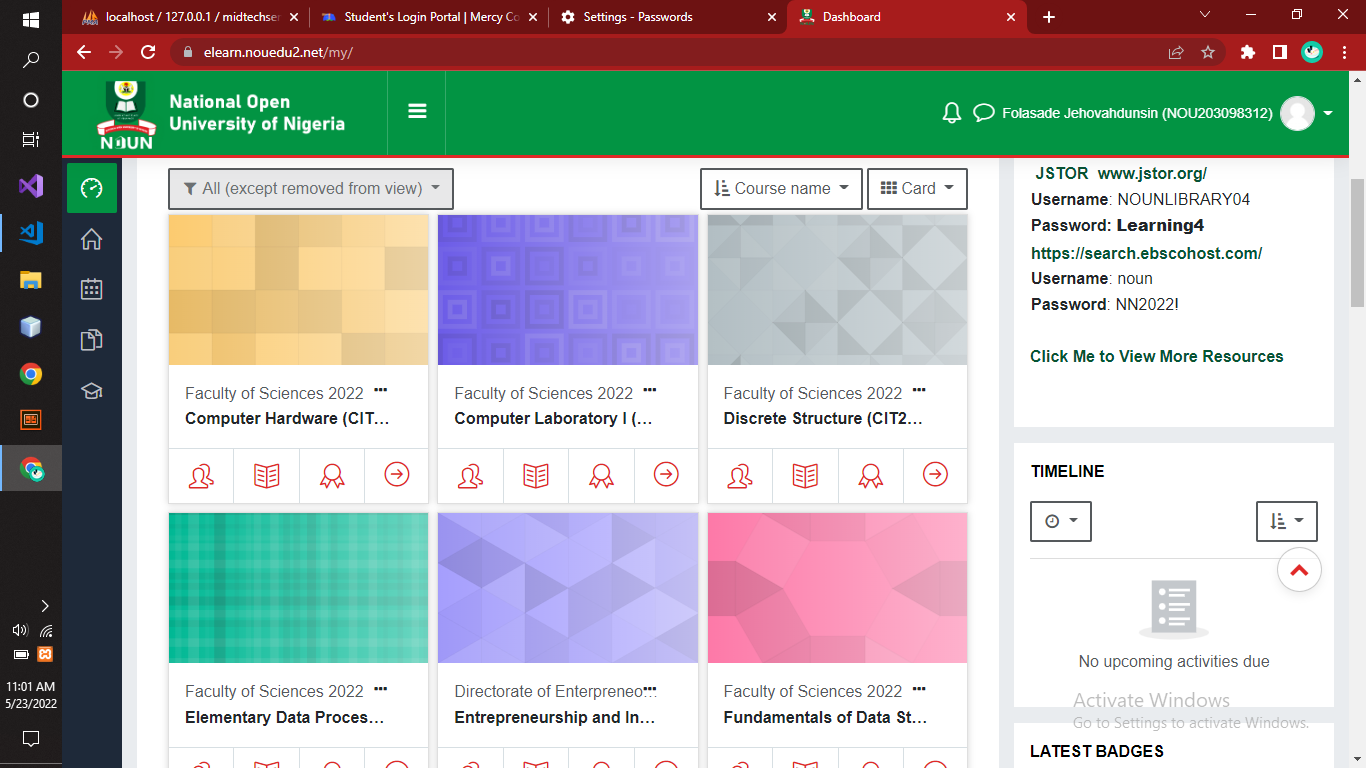 localhost / 127.0.0.1 / midtechser
Student's Login Portal | Mercy Co
Settings - Passwords
Dashboard
elearn.nouedu2.net/my/
NOUN
National Open
University of Nigeria
Folasade Jehovahdunsin (NOU203098312)
All (except removed from view)
Course name
Card
Faculty of Sciences 2022 ...
Computer Hardware (CIT...
Faculty of Sciences 2022 ...
Computer Laboratory I (...
Faculty of Sciences 2022 ...
Discrete Structure (CIT2...
Faculty of Sciences 2022 ...
Elementary Data Proces...
Directorate of Enterpreneo...
Entrepreneurship and In...
Faculty of Sciences 2022 ...
Fundamentals of Data St...
JSTOR www.jstor.org/
Username: NOUNLIBRARY04
Password: Learning4
https://search.ebscohost.com/
Username: noun
Password: NN2022!
Click Me to View More Resources
TIMELINE
No upcoming activities due
Activate Windows
Go to Settings to activate Windows.
LATEST BADGES
11:01 AM
5/23/2022